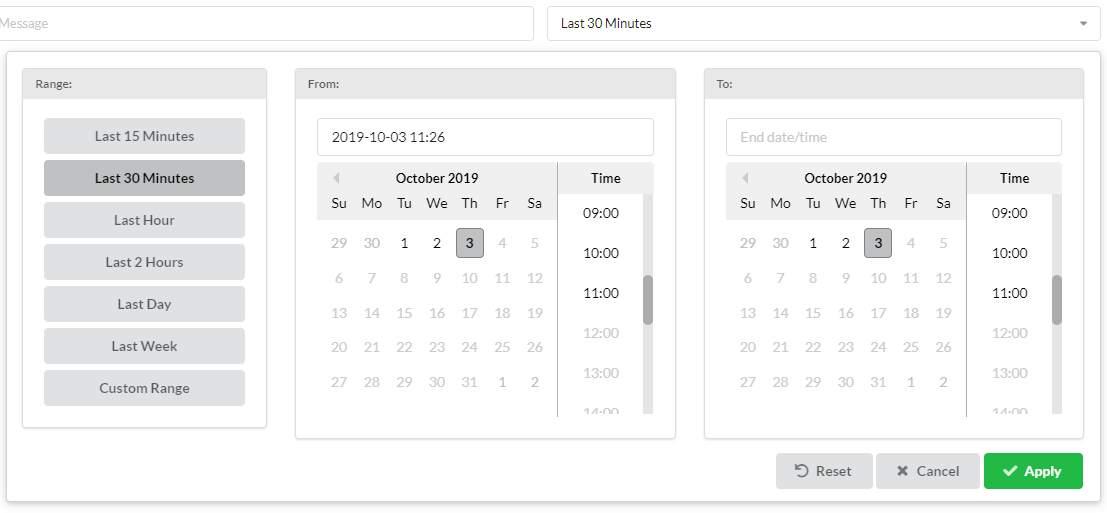 Message
Last 30 Minutes
Range:
Last 15 Minutes
Last 30 Minutes
Last Hour
Last 2 Hours
Last Day
Last Week
Custom Range
From:
2019-10-03 11:26
October 2019
Su Mo Tu We Th Fr Sa
29 30 1 2 3 4 5
6 7 8 9 10 11 12
13 14 15 16 17 18 19
20 21 22 23 24 25 26
27 28 29 30 31 1 2
Time
09:00
10:00
11:00
12:00
13:00
14:00
To:
End date/time
October 2019
Su Mo Tu We Th Fr Sa
29 30 1 2 3 4 5
6 7 8 9 10 11 12
13 14 15 16 17 18 19
20 21 22 23 24 25 26
27 28 29 30 31 1 2
Time
09:00
10:00
11:00
12:00
13:00
14:00
Reset
Cancel
Apply